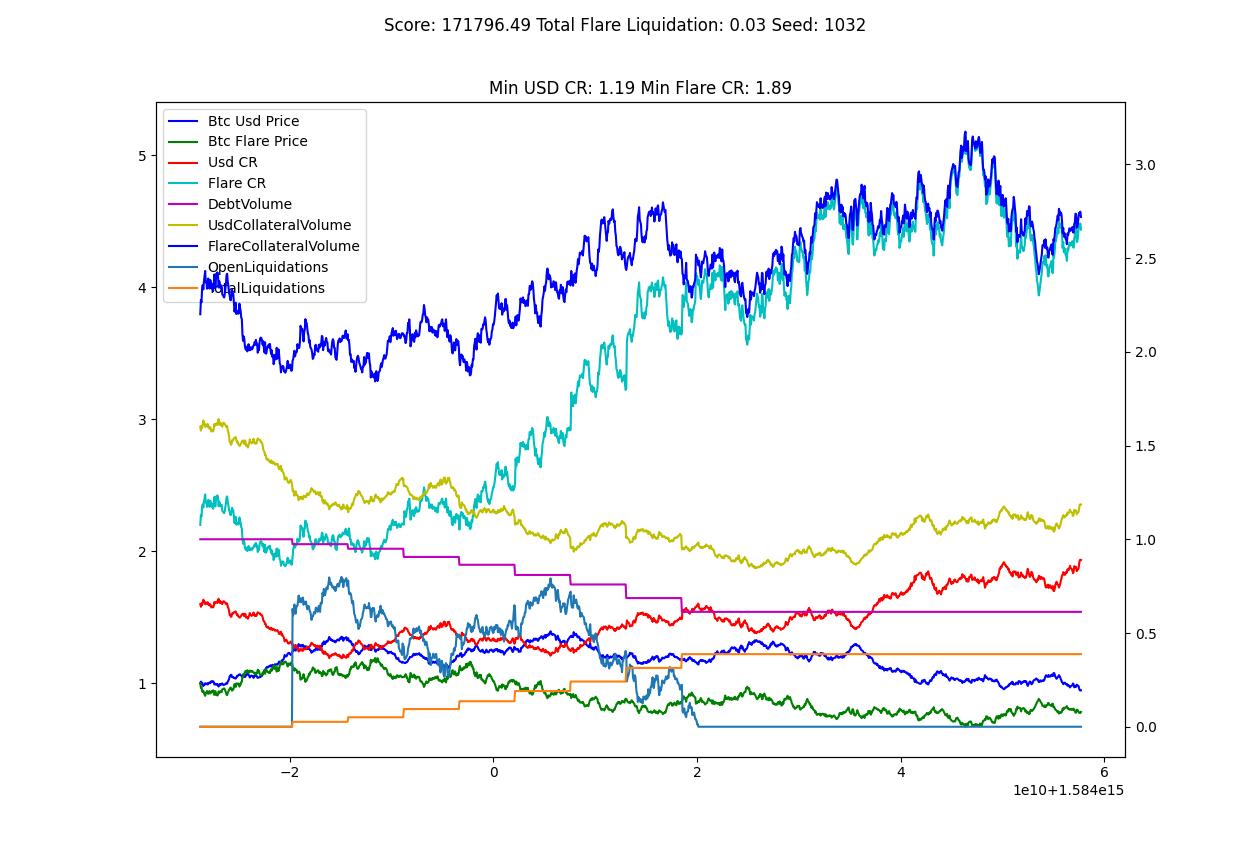 Score: 171796.49 Total Flare Liquidation: 0.03 Seed: 1032
Min USD CR: 1.19 Min Flare CR: 1.89
Btc Usd Price
Btc Flare Price
Usd CR
Flare CR
DebtVolume
UsdCollateralVolume
FlareCollateralVolume
OpenLiquidations
TotalLiquidations
5
4
3
2
1
3.0
2.5
2.0
1.5
1.0
0.5
0.0
−2
0
2
4
6
1e10+1.584e15